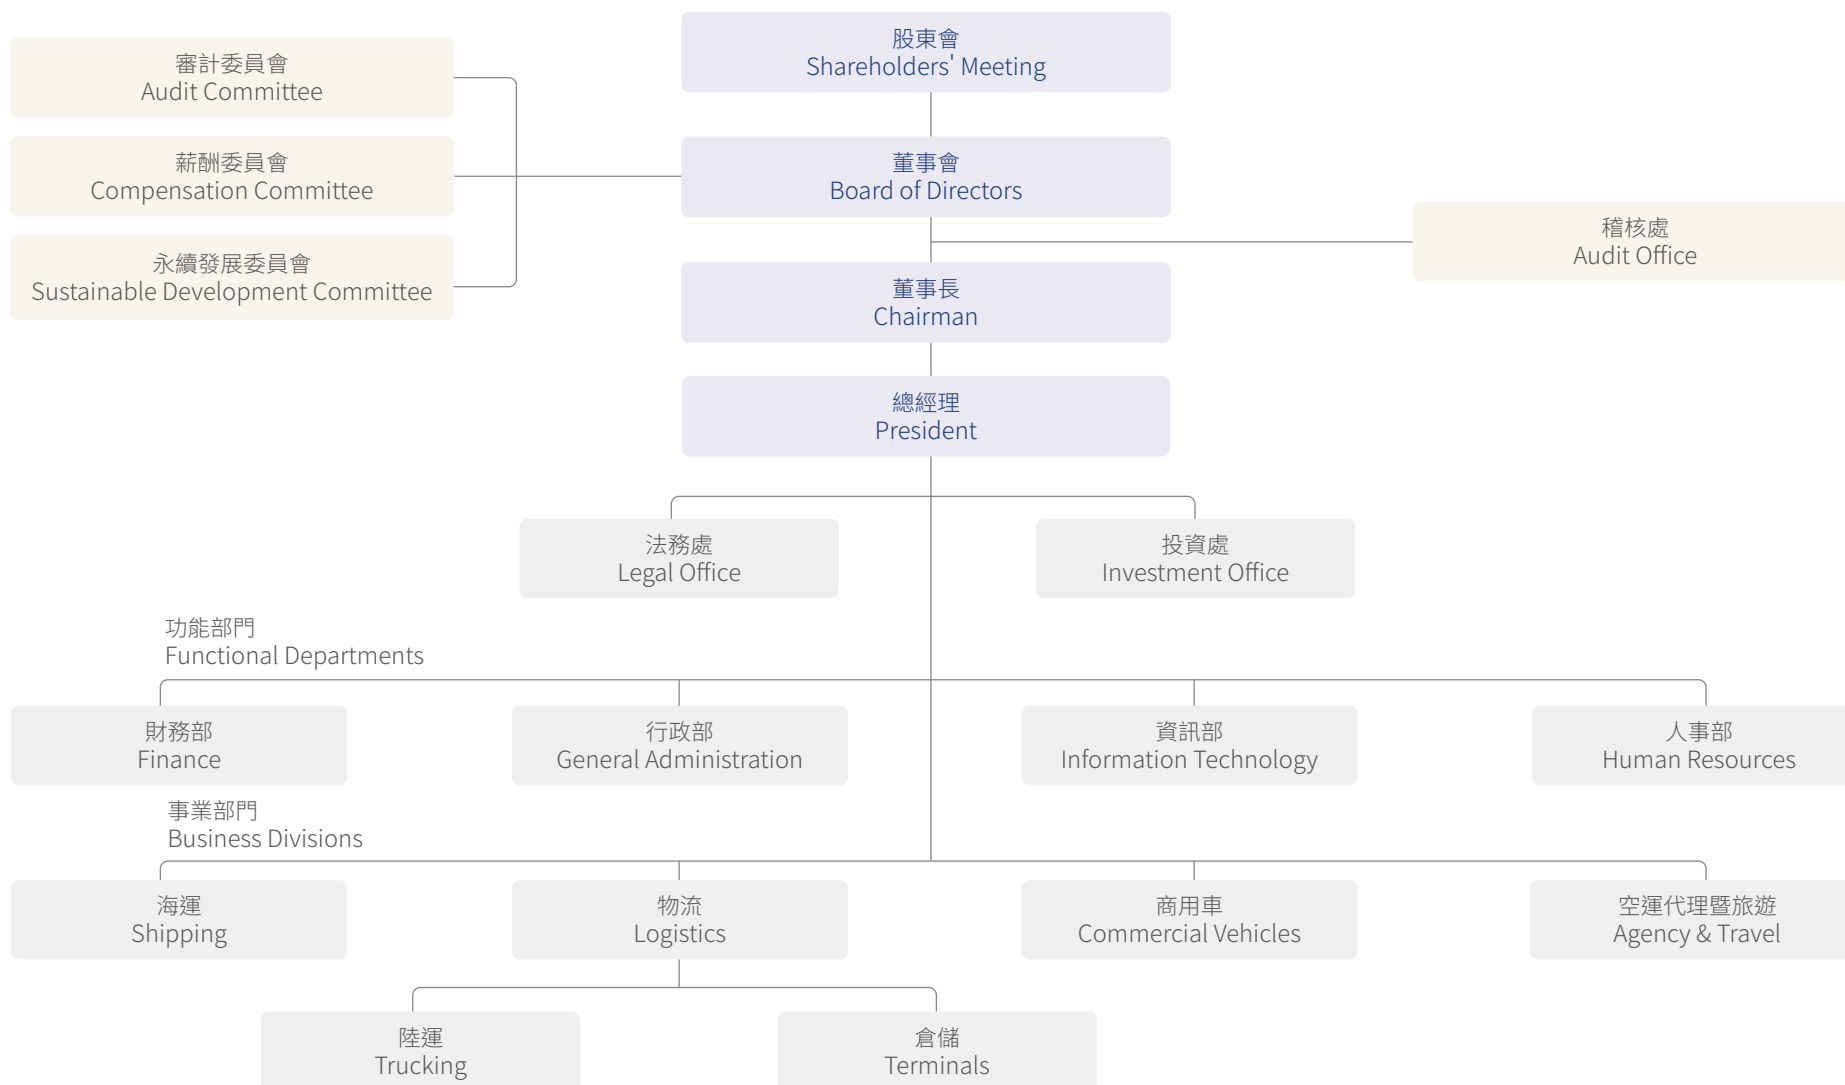 股東會
Shareholders' Meeting
審計委員會
Audit Committee
薪酬委員會
Compensation Committee
董事會
Board of Directors
永續發展委員會
Sustainable Development Committee
稽核處
Audit Office
董事長
Chairman
總經理
President
法務處
Legal Office
投資處
Investment Office
功能部門
Functional Departments
財務部
Finance
行政部
General Administration
資訊部
Information Technology
人事部
Human Resources
事業部門
Business Divisions
海運
Shipping
物流
Logistics
商用車
Commercial Vehicles
空運代理暨旅遊
Agency & Travel
陸運
Trucking
倉儲
Terminals